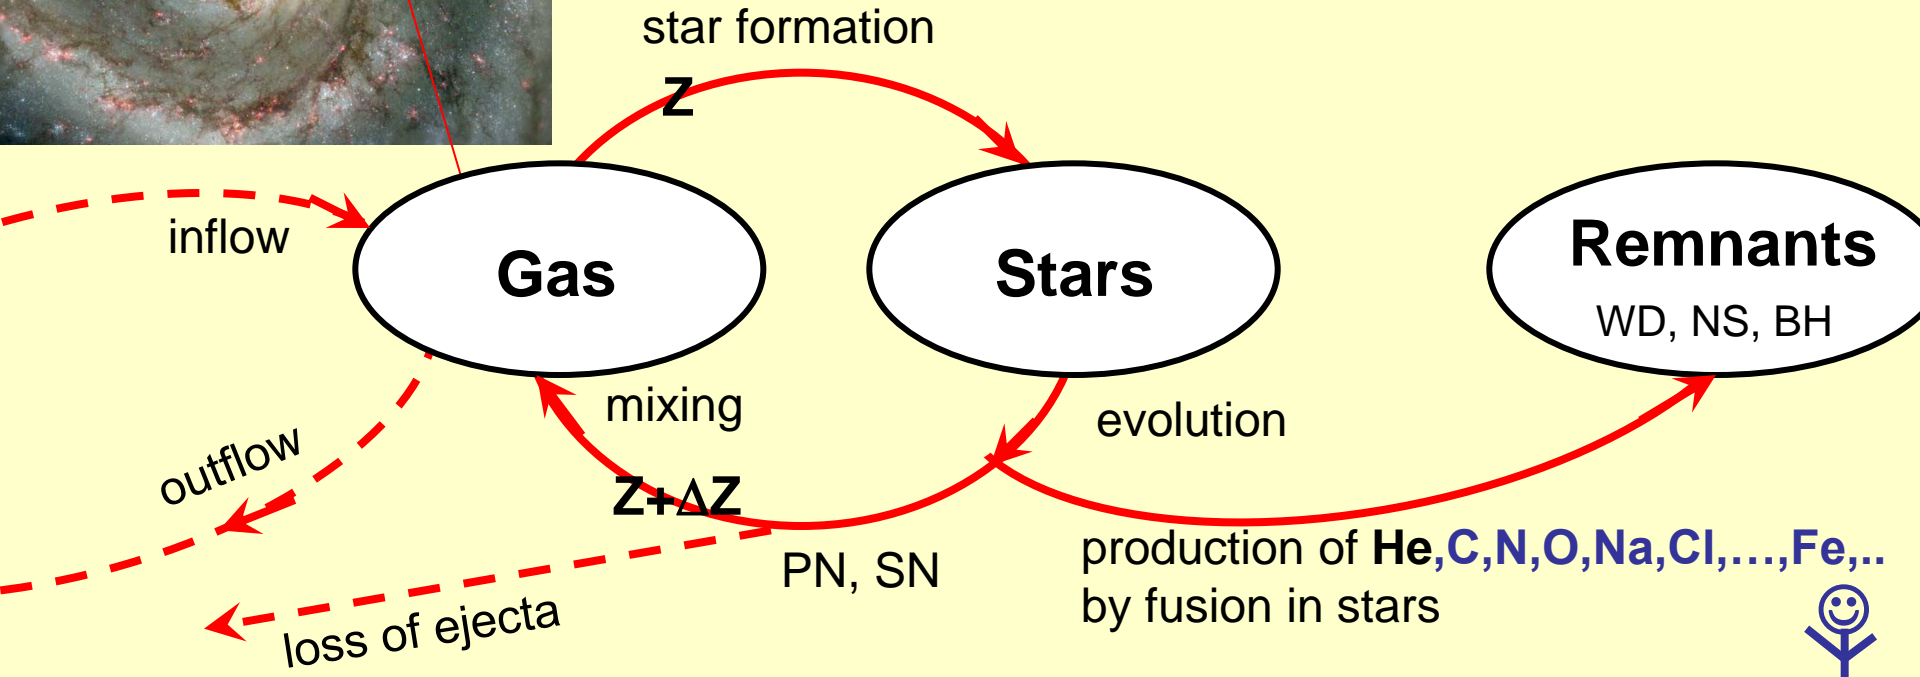 star formation
Z
inflow
Gas
Stars
Remnants
WD, NS, BH
mixing
evolution
outflow
Z+ΔZ
PN, SN
production of He,C,N,O,Na,Cl,…,Fe,..
by fusion in stars
loss of ejecta